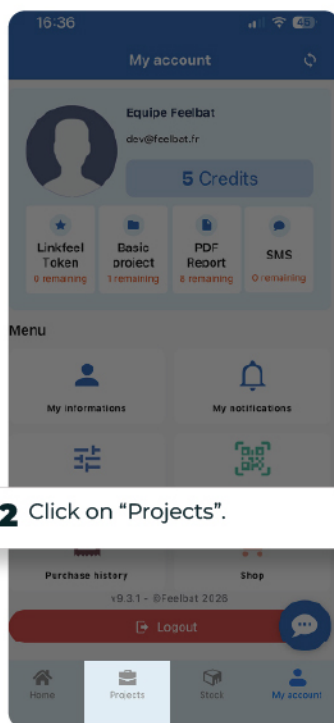 16:36
45
My account
Equipe Feelbat
dev@feelbat.fr
5 Credits
Linkfeel Token
0 remaining
Basic project
1 remaining
PDF Report
8 remaining
SMS
0 remaining
Menu
My informations
My notifications
2 Click on “Projects”.
Purchase history
Shop
v9.3.1 - ©Feelbat 2026
Logout
Home
Projects
Stock
My account